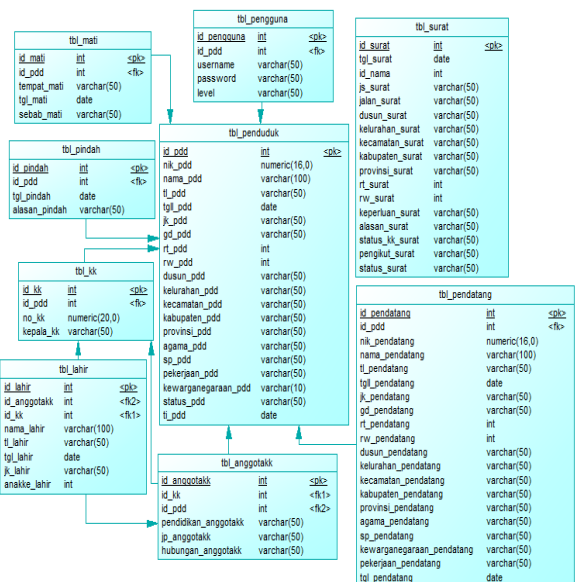 tbl_mati
id_mati int <pk>
id_pdd int <fk>
tempat_mati varchar(50)
tgl_mati date
sebab_mati varchar(50)
tbl_pengguna
id_pengguna int <pk>
id_pdd int <fk>
username varchar(50)
password varchar(50)
level varchar(50)
tbl_surat
id_surat int <pk>
tgl_surat date
id_nama int
js_surat varchar(50)
jalan_surat varchar(50)
dusun_surat varchar(50)
kelurahan_surat varchar(50)
kecamatan_surat varchar(50)
kabupaten_surat varchar(50)
provinsi_surat varchar(50)
rt_surat int
rw_surat int
keperluan_surat varchar(50)
alasan_surat varchar(50)
status_kk_surat varchar(50)
pengikut_surat varchar(50)
status_surat varchar(50)
tbl_pindah
id_pindah int <pk>
id_pdd int <fk>
tgl_pindah date
alasan_pindah varchar(50)
tbl_penduduk
id_pdd int <pk>
nik_pdd numeric(16,0)
nama_pdd varchar(100)
tl_pdd varchar(50)
tgll_pdd date
jk_pdd varchar(50)
gd_pdd varchar(50)
rt_pdd int
rw_pdd int
dusun_pdd varchar(50)
kelurahan_pdd varchar(50)
kecamatan_pdd varchar(50)
kabupaten_pdd varchar(50)
provinsi_pdd varchar(50)
agama_pdd varchar(50)
sp_pdd varchar(50)
pekerjaan_pdd varchar(50)
kewarganegaraan_pdd varchar(10)
status_pdd varchar(50)
ti_pdd date
tbl_kk
id_kk int <pk>
id_pdd int <fk>
no_kk numeric(20,0)
kepala_kk varchar(50)
tbl_lahir
id_lahir int <pk>
id_anggotakk int <fk2>
id_kk int <fk1>
nama_lahir varchar(100)
tl_lahir varchar(50)
tgl_lahir date
jk_lahir varchar(50)
anakke_lahir int
tbl_anggotakk
id_anggotakk int <pk>
id_kk int <fk1>
id_pdd int <fk2>
pendidikan_anggotakk varchar(50)
jp_anggotakk varchar(50)
hubungan_anggotakk varchar(50)
tbl_pendatang
id_pendatang int <pk>
id_pdd int <fk>
nik_pendatang numeric(16,0)
nama_pendatang varchar(100)
tl_pendatang varchar(50)
tgll_pendatang date
jk_pendatang varchar(50)
gd_pendatang varchar(50)
rt_pendatang int
rw_pendatang int
dusun_pendatang varchar(50)
kelurahan_pendatang varchar(50)
kecamatan_pendatang varchar(50)
kabupaten_pendatang varchar(50)
provinsi_pendatang varchar(50)
agama_pendatang varchar(50)
sp_pendatang varchar(50)
kewarganegaraan_pendatang varchar(50)
pekerjaan_pendatang varchar(50)
tgl_pendatang date